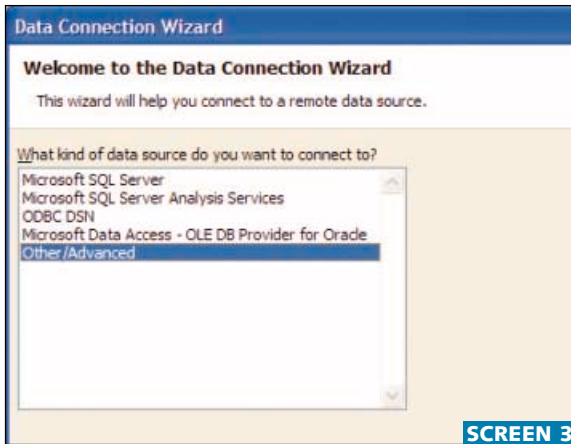 Data Connection Wizard
Welcome to the Data Connection Wizard
This wizard will help you connect to a remote data source.
What kind of data source do you want to connect to?
Microsoft SQL Server
Microsoft SQL Server Analysis Services
ODBC DSN
Microsoft Data Access - OLE DB Provider for Oracle
Other/Advanced
SCREEN 3